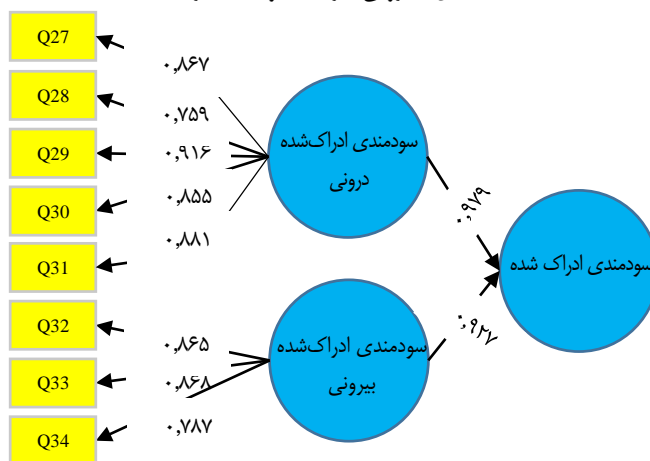 Q27
Q28
Q29
Q30
Q31
Q32
Q33
Q34
۰٫۸۶۷
۰٫۷۵۹
۰٫۹۱۶
۰٫۸۵۵
۰٫۸۸۱
۰٫۸۶۵
۰٫۸۶۸
۰٫۷۸۷
سودمندی ادراک‌شده
درونی
سودمندی ادراک‌شده
بیرونی
۰٫۹۷۹
۰٫۹۲۷
سودمندی ادراک شده